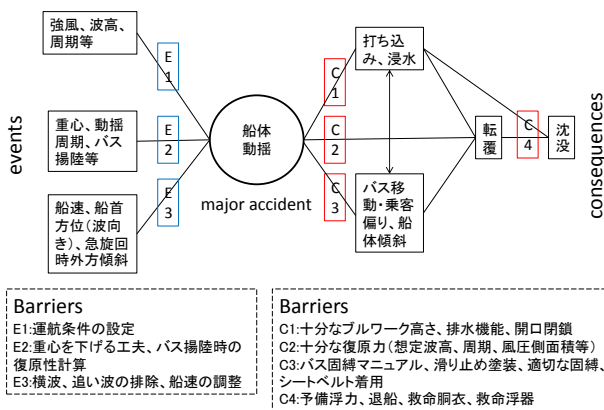 強風、波高、
周期等
E
1
打ち込
み、浸水
C
1
events
重心、動揺
周期、バス
揚陸等
E
2
船体
動揺
C
2
転
覆
C
4
沈
没
consequences
船速、船首
方位(波向
き)、急旋回
時外方傾斜
E
3
major accident
C
3
バス移
動・乗客
偏り、船
体傾斜
Barriers
E1:運航条件の設定
E2:重心を下げる工夫、バス揚陸時の
復原性計算
E3:横波、追い波の排除、船速の調整
Barriers
C1:十分なブルワーク高さ、排水機能、開口閉鎖
C2:十分な復原力(想定波高、周期、風圧側面積等)
C3:バス固縛マニュアル、滑り止め塗装、適切な固縛、
シートベルト着用
C4:予備浮力、退船、救命胴衣、救命浮器